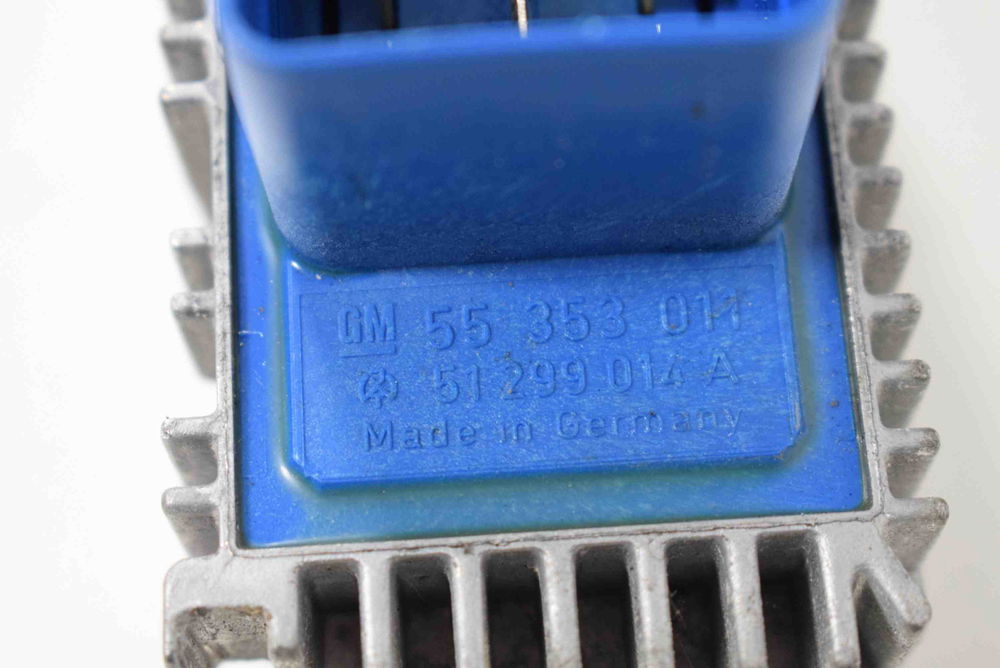 GM 55 353 011
51 299 014 A
Made in Germany